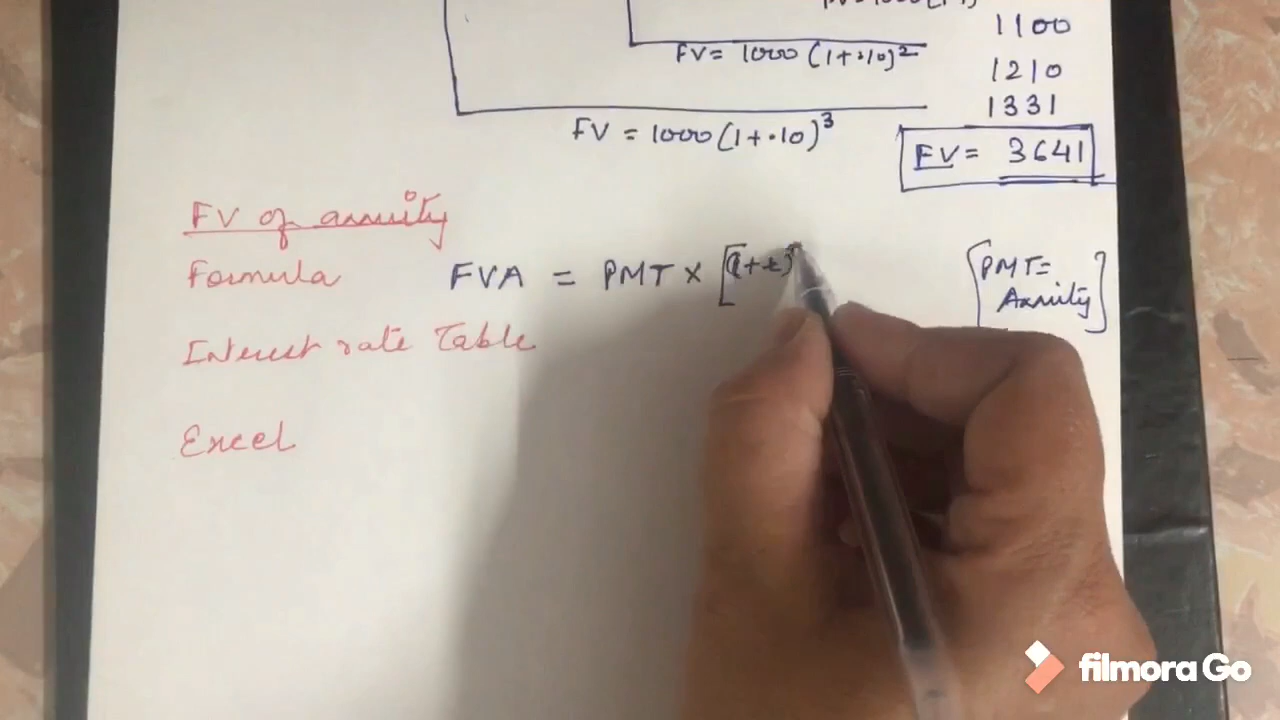 1100
FV = 1000 (1+.10)²
1210
1331
FV = 1000 (1+.10)³
FV = 3641
FV of annuity
Formula FVA = PMT × [(1+r)
[PMT = Annuity]
Interest rate Table
Excel
filmora Go